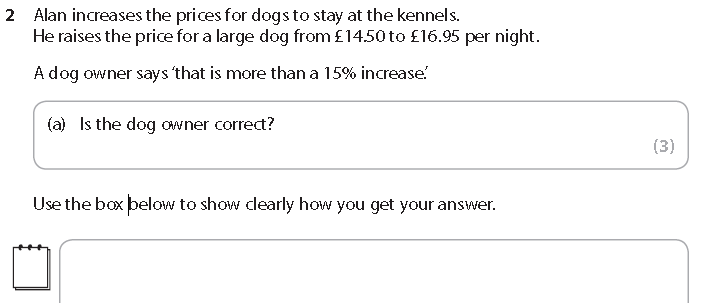 2 Alan increases the prices for dogs to stay at the kennels.
He raises the price for a large dog from £14.50 to £16.95 per night.
A dog owner says 'that is more than a 15% increase.'
(a) Is the dog owner correct?
(3)
Use the box below to show clearly how you get your answer.